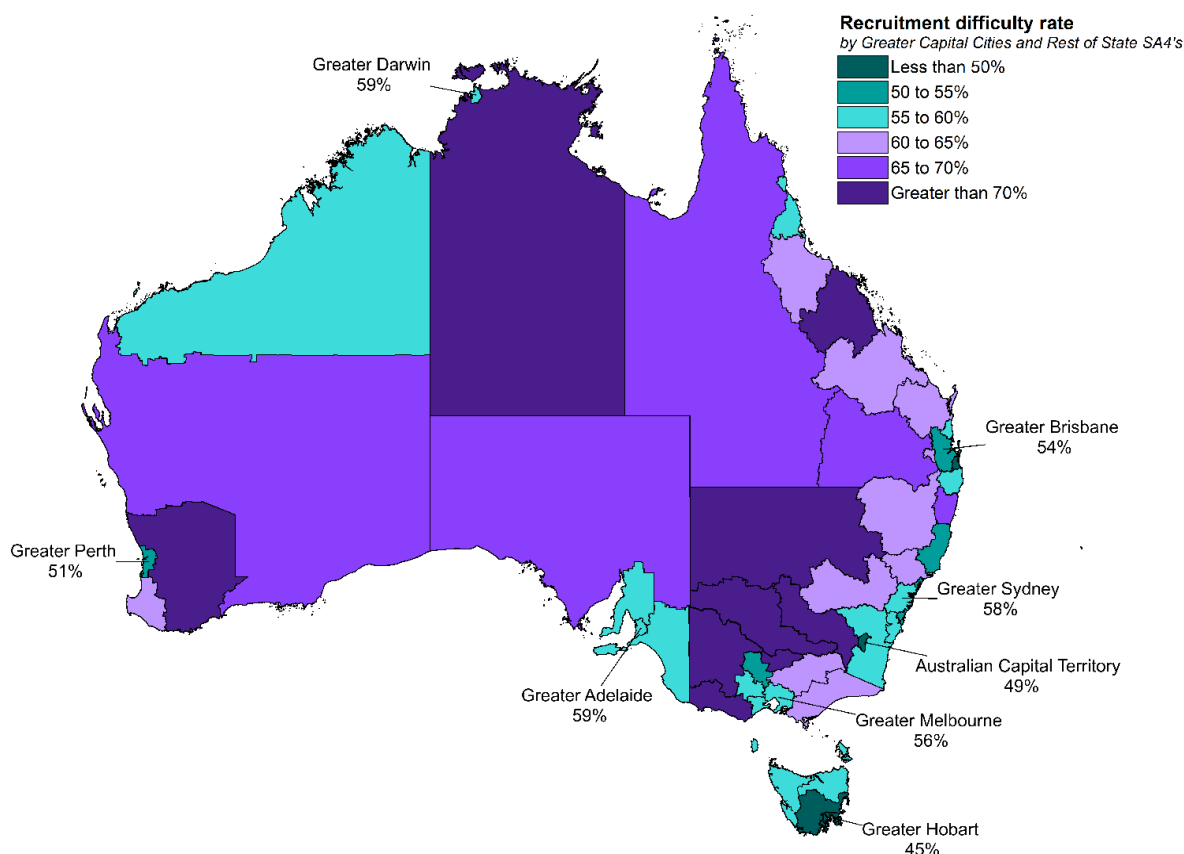 Recruitment difficulty rate
by Greater Capital Cities and Rest of State SA4's
Less than 50%
50 to 55%
55 to 60%
60 to 65%
65 to 70%
Greater than 70%
Greater Darwin
59%
Greater Brisbane
54%
Greater Perth
51%
Greater Sydney
58%
Australian Capital Territory
49%
Greater Adelaide
59%
Greater Melbourne
56%
Greater Hobart
45%